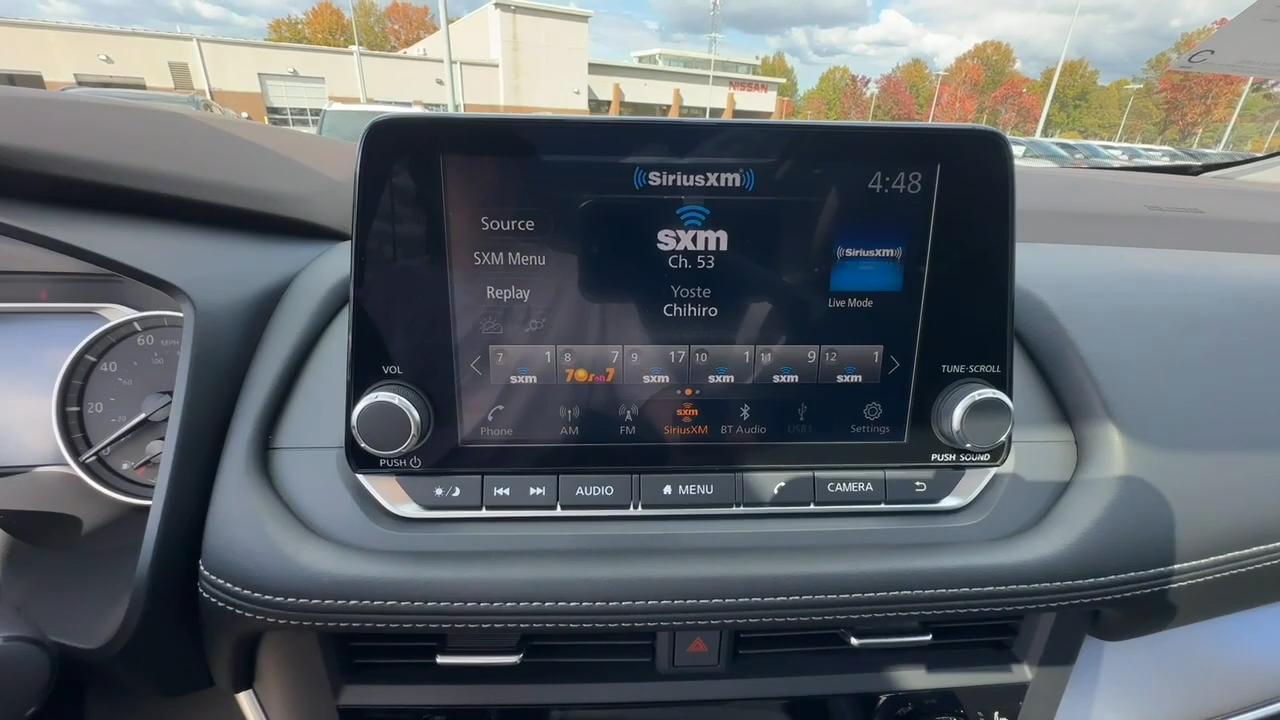 NISSAN
C
((SiriusXM))
4:48
Source
sxm
Ch. 53
((SiriusXM))
SXM Menu
Replay
Yoste
Chihiro
Live Mode
7 1 sxm
8 7 70s on 7
9 17 sxm
10 1 sxm
11 9 sxm
12 1 sxm
Phone
AM
FM
sxm
SiriusXM
BT Audio
USB1
Settings
VOL
PUSH
TUNE·SCROLL
PUSH SOUND
AUDIO
MENU
CAMERA
60 MPH
100
40
60
20
20